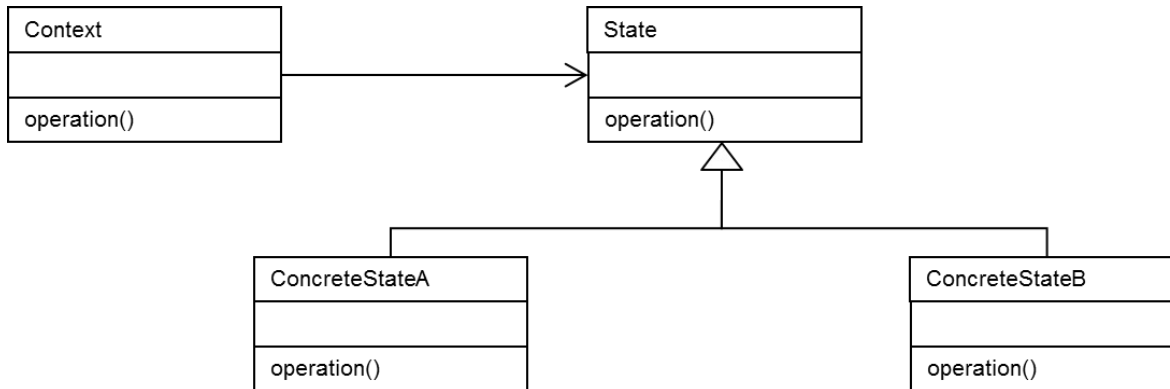 Context
State
operation()
operation()
ConcreteStateA
ConcreteStateB
operation()
operation()